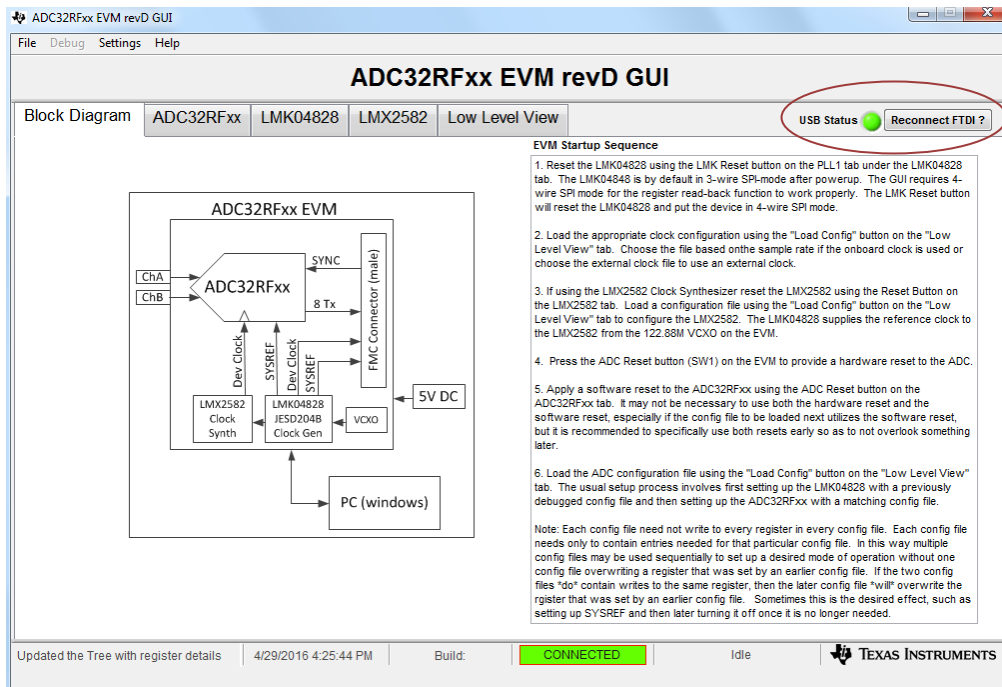 ADC32RFxx EVM revD GUI
File Debug Settings Help
ADC32RFxx EVM revD GUI
Block Diagram ADC32RFxx LMK04828 LMX2582 Low Level View
USB Status Reconnect FTDI ?
ADC32RFxx EVM
ChA
ChB
ADC32RFxx
SYNC
8 Tx
FMC Connector (male)
Dev Clock
SYSREF
Dev Clock
SYSREF
LMX2582
Clock
Synth
LMK04828
JESD204B
Clock Gen
VCXO
5V DC
PC (windows)
EVM Startup Sequence
1. Reset the LMK04828 using the LMK Reset button on the PLL1 tab under the LMK04828
tab. The LMK04848 is by default in 3-wire SPI-mode after powerup. The GUI requires 4-
wire SPI mode for the register read-back function to work properly. The LMK Reset button
will reset the LMK04828 and put the device in 4-wire SPI mode.
2. Load the appropriate clock configuration using the "Load Config" button on the "Low
Level View" tab. Choose the file based onthe sample rate if the onboard clock is used or
choose the external clock file to use an external clock.
3. If using the LMX2582 Clock Synthesizer reset the LMX2582 using the Reset Button on
the LMX2582 tab. Load a configuration file using the "Load Config" button on the "Low
Level View" tab to configure the LMX2582. The LMK04828 supplies the reference clock to
the LMX2582 from the 122.88M VCXO on the EVM.
4. Press the ADC Reset button (SW1) on the EVM to provide a hardware reset to the ADC.
5. Apply a software reset to the ADC32RFxx using the ADC Reset button on the
ADC32RFxx tab. It may not be necessary to use both the hardware reset and the
software reset, especially if the config file to be loaded next utilizes the software reset,
but it is recommended to specifically use both resets early so as to not overlook something
later.
6. Load the ADC configuration file using the "Load Config" button on the "Low Level View"
tab. The usual setup process involves first setting up the LMK04828 with a previously
debugged config file and then setting up the ADC32RFxx with a matching config file.
Note: Each config file need not write to every register in every config file. Each config file
needs only to contain entries needed for that particular config file. In this way multiple
config files may be used sequentially to set up a desired mode of operation without one
config file overwriting a register that was set by an earlier config file. If the two config
files *do* contain writes to the same register, then the later config file *will* overwrite the
rgister that was set by an earlier config file. Sometimes this is the desired effect, such as
setting up SYSREF and then later turning it off once it is no longer needed.
Updated the Tree with register details 4/29/2016 4:25:44 PM Build: CONNECTED Idle TEXAS INSTRUMENTS